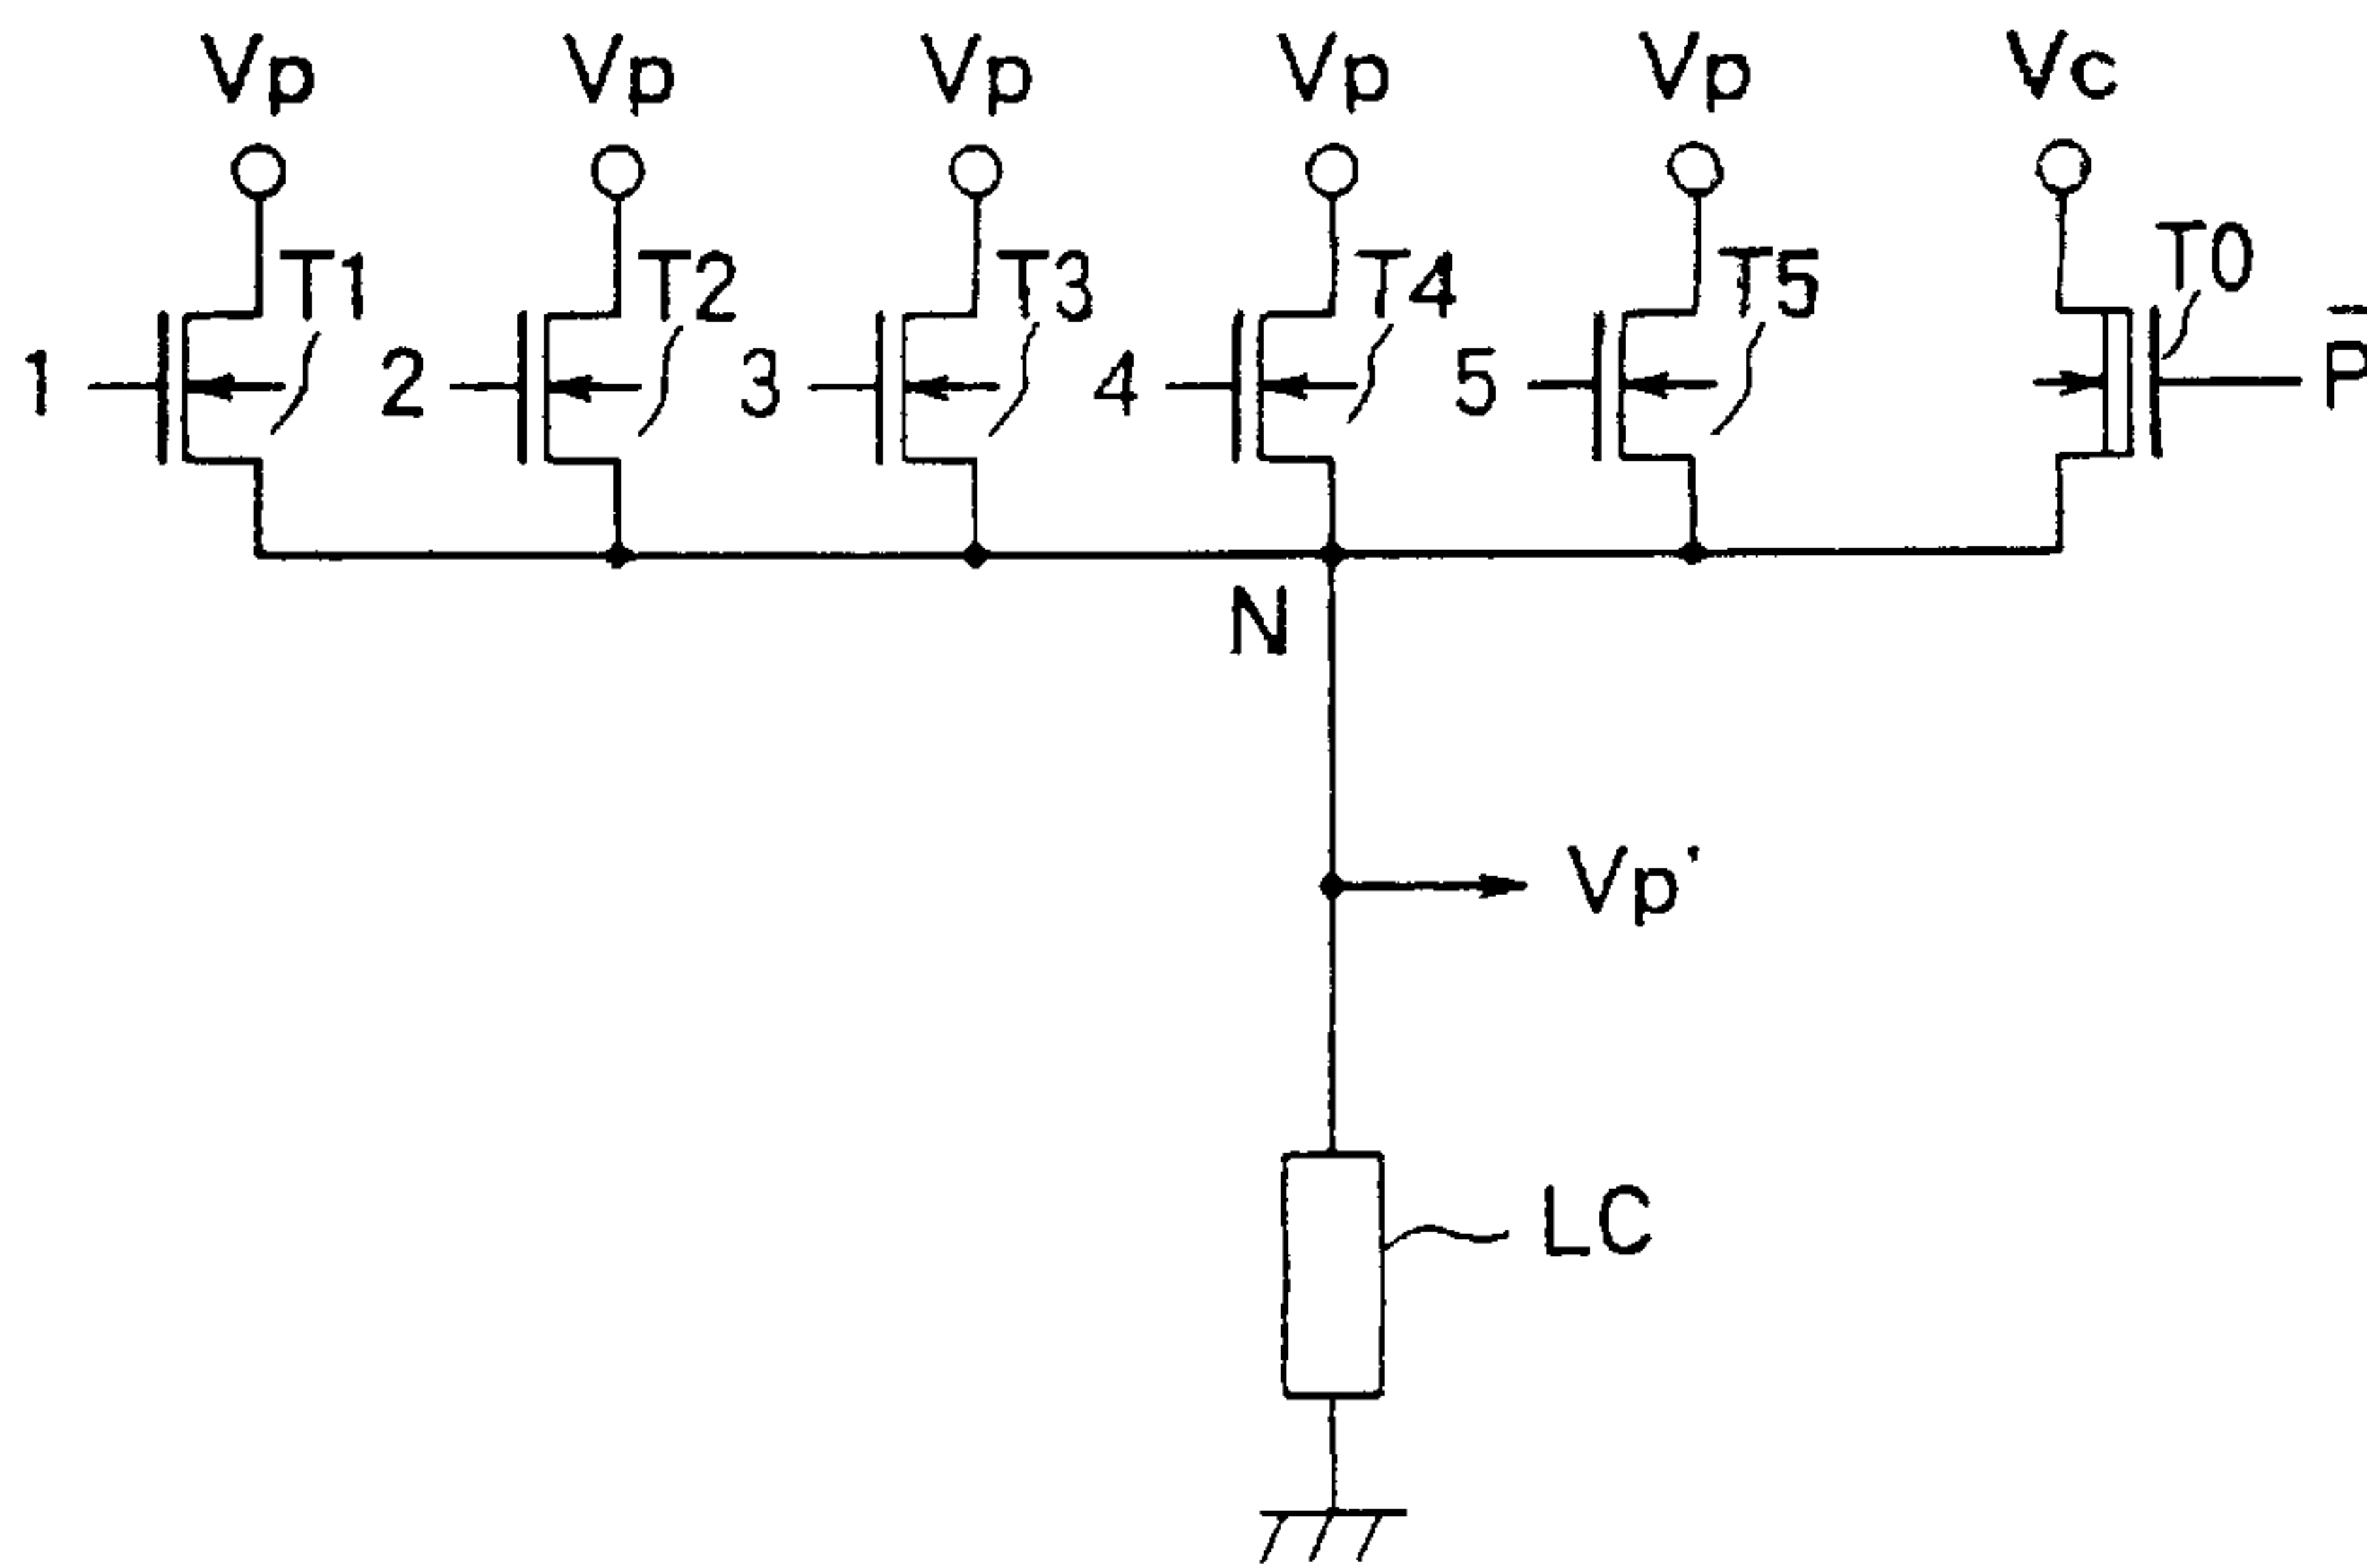 Vp Vp Vp Vp Vp Vc
T1 T2 T3 T4 T5 T0
1 2 3 4 5 P̅
N
Vp'
LC